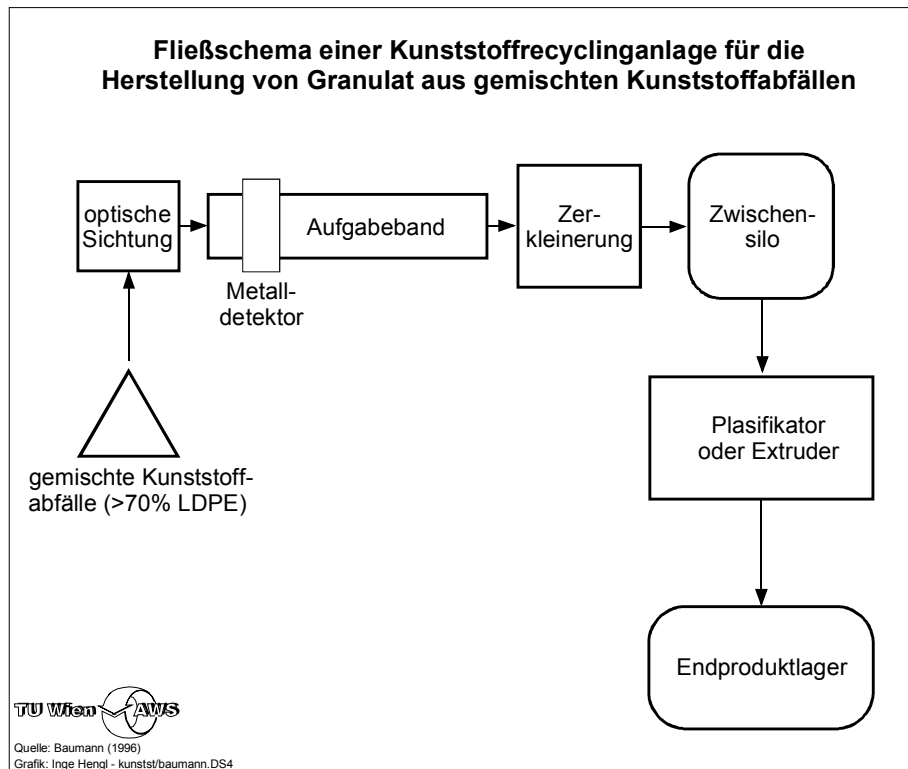 Fließschema einer Kunststoffrecyclinganlage für die
Herstellung von Granulat aus gemischten Kunststoffabfällen
optische
Sichtung
Aufgabeband
Metall-
detektor
Zer-
kleinerung
Zwischen-
silo
gemischte Kunststoff-
abfälle (>70% LDPE)
Plasifikator
oder Extruder
Endproduktlager
TU Wien AWS
Quelle: Baumann (1996)
Grafik: Inge Hengl - kunstst/baumann.DS4